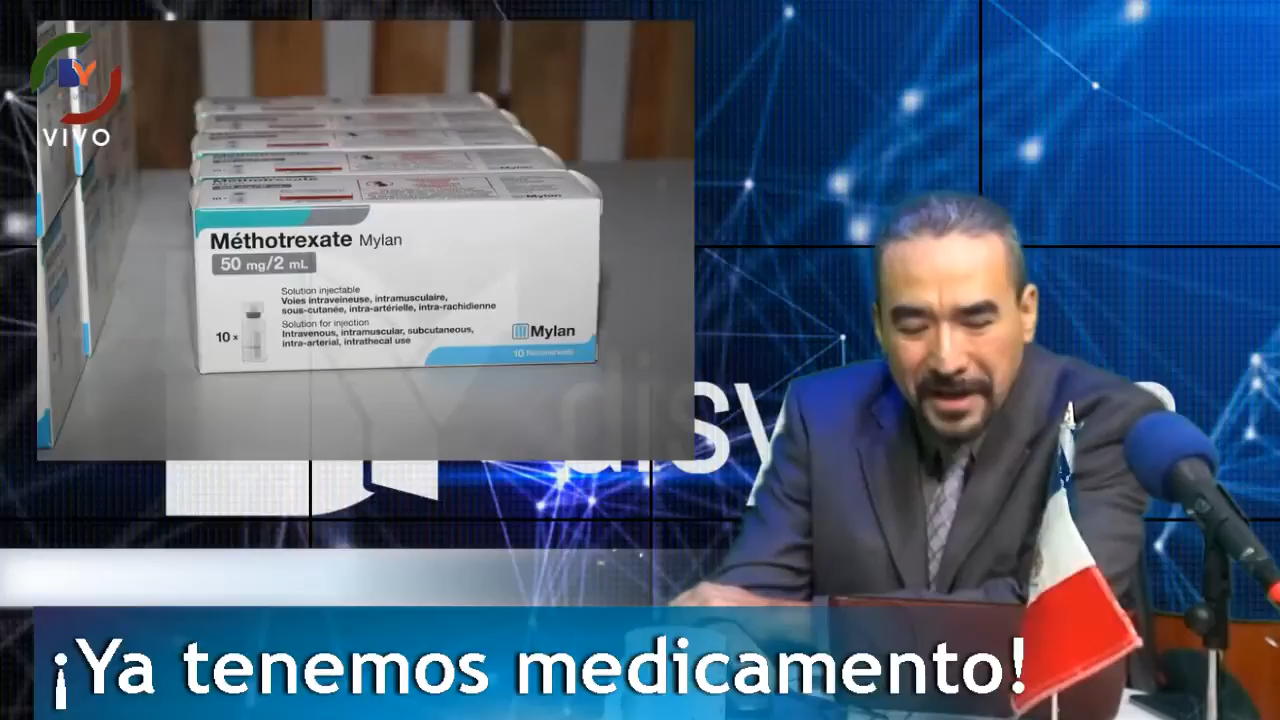 VIVO
Méthotrexate Mylan
50 mg/2 mL
Solution injectable
Voies intraveineuse, intramusculaire,
sous-cutanée, intra-artérielle, intra-rachidienne
Solution for injection
Intravenous, intramuscular, subcutaneous,
intra-arterial, intrathecal use
10 x
Mylan
¡Ya tenemos medicamento!